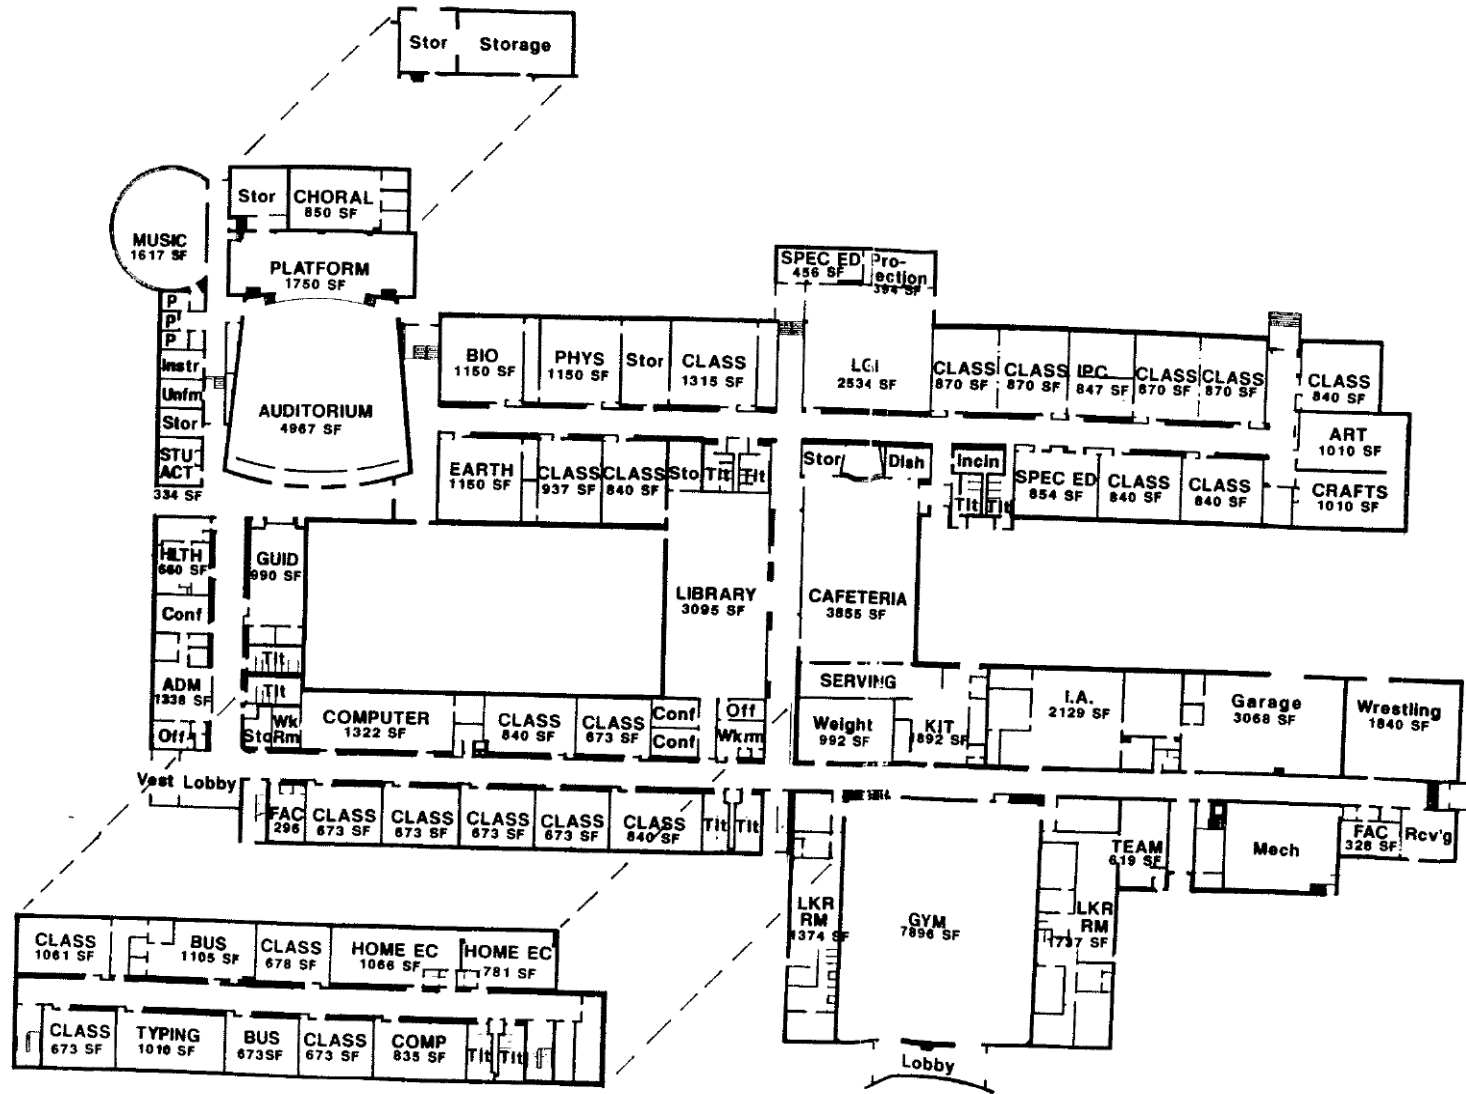 Stor
Storage
Stor
CHORAL
850 SF
MUSIC
1617 SF
PLATFORM
1750 SF
P
P
P
Instr
Unfm
Stor
STU
ACT
334 SF
AUDITORIUM
4967 SF
BIO
1150 SF
PHYS
1150 SF
Stor
CLASS
1315 SF
SPEC ED
456 SF
Pro-
ection
394 SF
LGI
2534 SF
CLASS
870 SF
CLASS
870 SF
IPC
847 SF
CLASS
870 SF
CLASS
870 SF
CLASS
840 SF
ART
1010 SF
CRAFTS
1010 SF
EARTH
1150 SF
CLASS
937 SF
CLASS
840 SF
Sto
Tlt
Tlt
Stor
Dish
Incin
Tlt
Tlt
SPEC ED
854 SF
CLASS
840 SF
CLASS
840 SF
HLTH
660 SF
Conf
ADM
1338 SF
Off
GUID
990 SF
Tlt
Tlt
Sto
Wk
Rm
LIBRARY
3095 SF
CAFETERIA
3855 SF
SERVING
Weight
992 SF
KIT
1892 SF
I.A.
2129 SF
Garage
3068 SF
Wrestling
1840 SF
COMPUTER
1322 SF
CLASS
840 SF
CLASS
673 SF
Conf
Conf
Off
Wkrm
Vest Lobby
FAC
296
CLASS
673 SF
CLASS
673 SF
CLASS
673 SF
CLASS
673 SF
CLASS
840 SF
Tlt
Tlt
LKR
RM
1374 SF
GYM
7896 SF
LKR
RM
1737 SF
TEAM
619 SF
Mech
FAC
328 SF
Rcv'g
Lobby
CLASS
1061 SF
BUS
1105 SF
CLASS
678 SF
HOME EC
1066 SF
HOME EC
781 SF
CLASS
673 SF
TYPING
1010 SF
BUS
673SF
CLASS
673 SF
COMP
835 SF
Tlt
Tlt